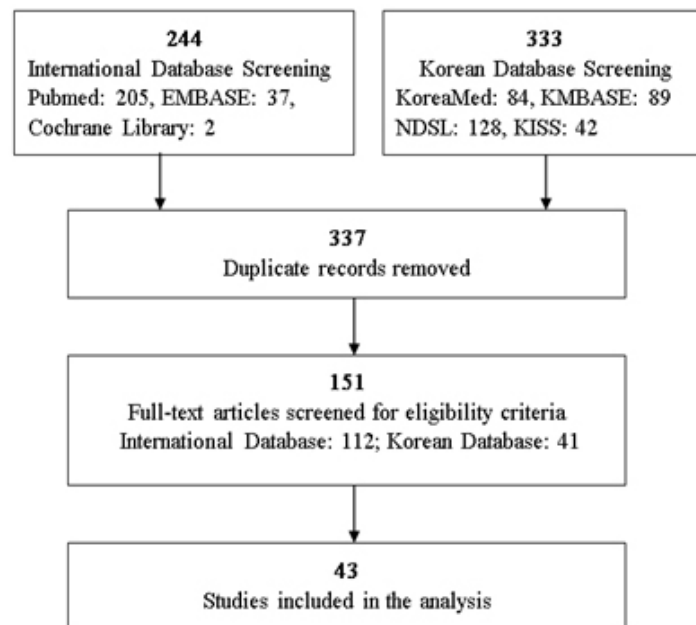 244
International Database Screening
Pubmed: 205, EMBASE: 37,
Cochrane Library: 2
333
Korean Database Screening
KoreaMed: 84, KMBASE: 89
NDSL: 128, KISS: 42
337
Duplicate records removed
151
Full-text articles screened for eligibility criteria
International Database: 112; Korean Database: 41
43
Studies included in the analysis